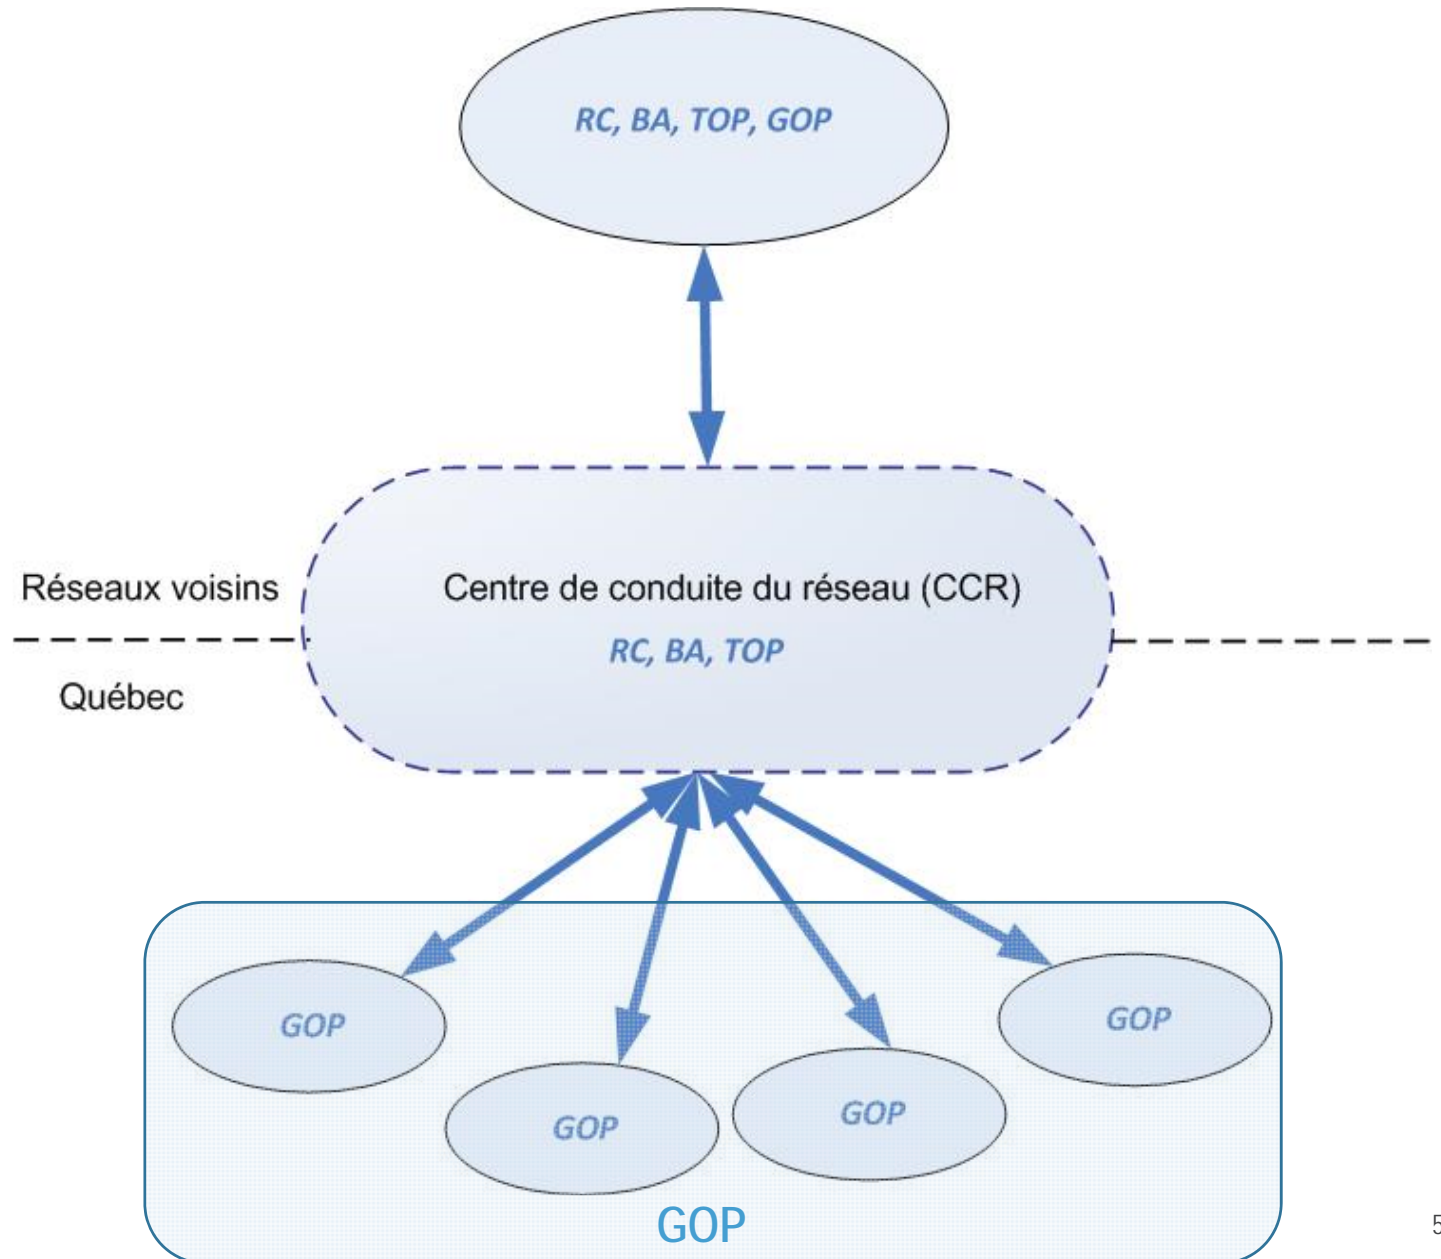 RC, BA, TOP, GOP
Réseaux voisins
Centre de conduite du réseau (CCR)
RC, BA, TOP
Québec
GOP
GOP
GOP
GOP
GOP
5